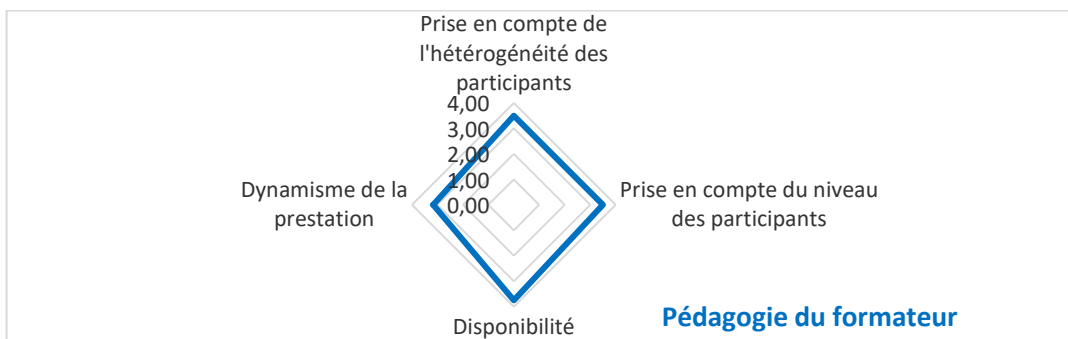 Prise en compte de
l'hétérogénéité des
participants
4,00
3,00
2,00
1,00
0,00
Dynamisme de la
prestation
Prise en compte du niveau
des participants
Disponibilité
Pédagogie du formateur